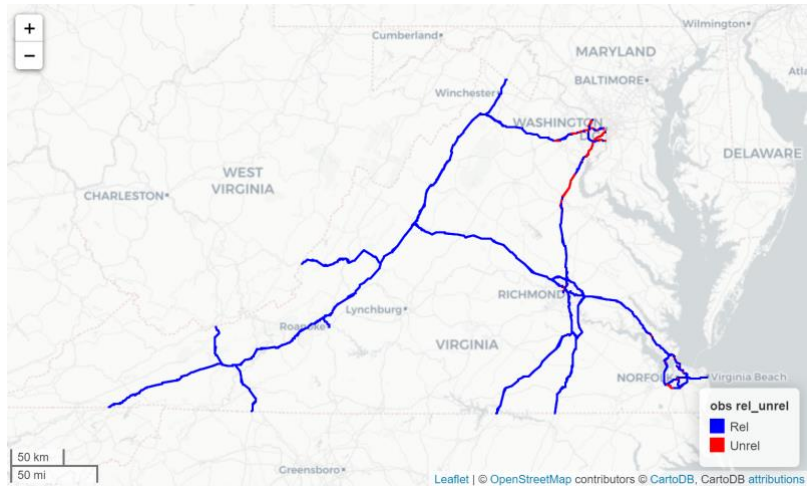 +
−
Cumberland
Wilmington
MARYLAND
BALTIMORE
Atla
Winchester
WASHINGTON
DELAWARE
WEST
VIRGINIA
CHARLESTON
RICHMOND
Lynchburg
Roanoke
VIRGINIA
NORFOLK
Virginia Beach
obs rel_unrel
Rel
Unrel
50 km
50 mi
Greensboro
Leaflet | © OpenStreetMap contributors © CartoDB, CartoDB attributions